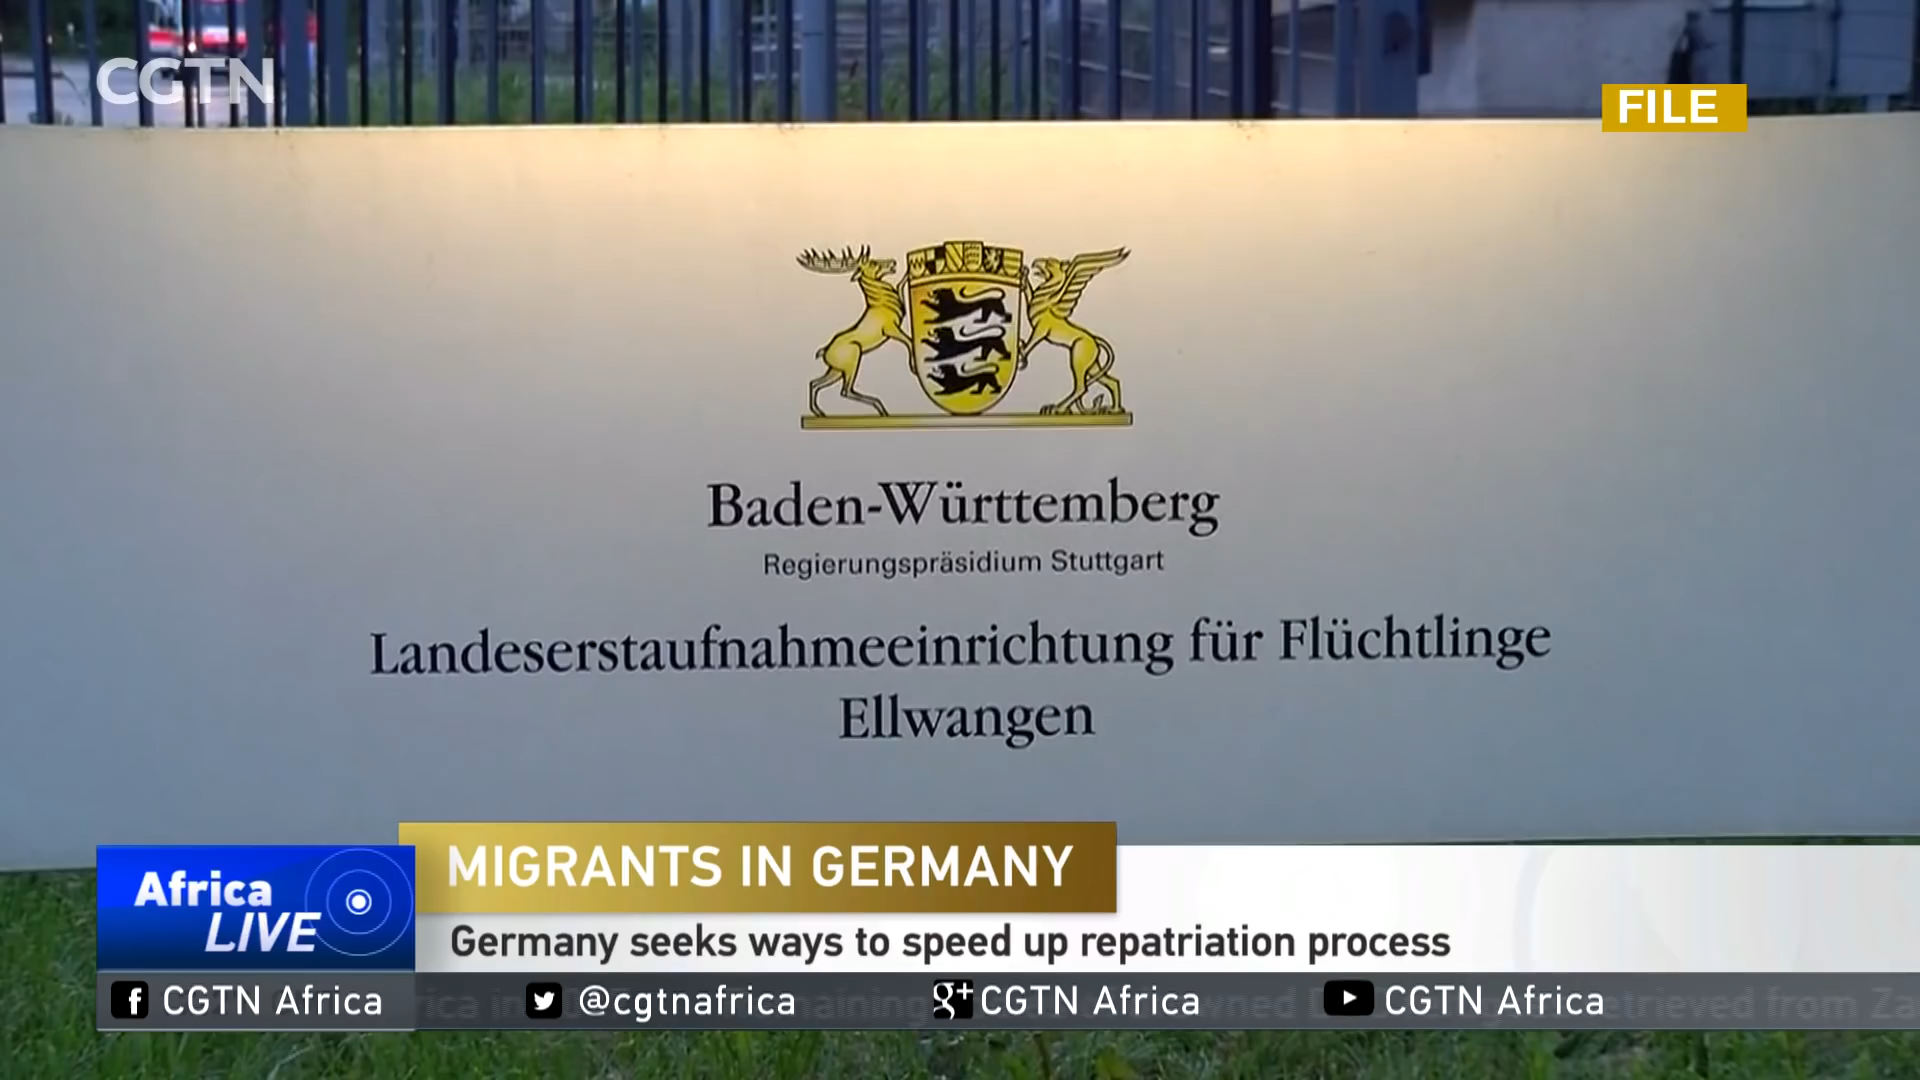 CGTN
FILE
Baden-Württemberg
Regierungspräsidium Stuttgart
Landeserstaufnahmeeinrichtung für Flüchtlinge
Ellwangen
MIGRANTS IN GERMANY
Africa
LIVE
Germany seeks ways to speed up repatriation process
f CGTN Africa @cgtnafrica g+ CGTN Africa CGTN Africa